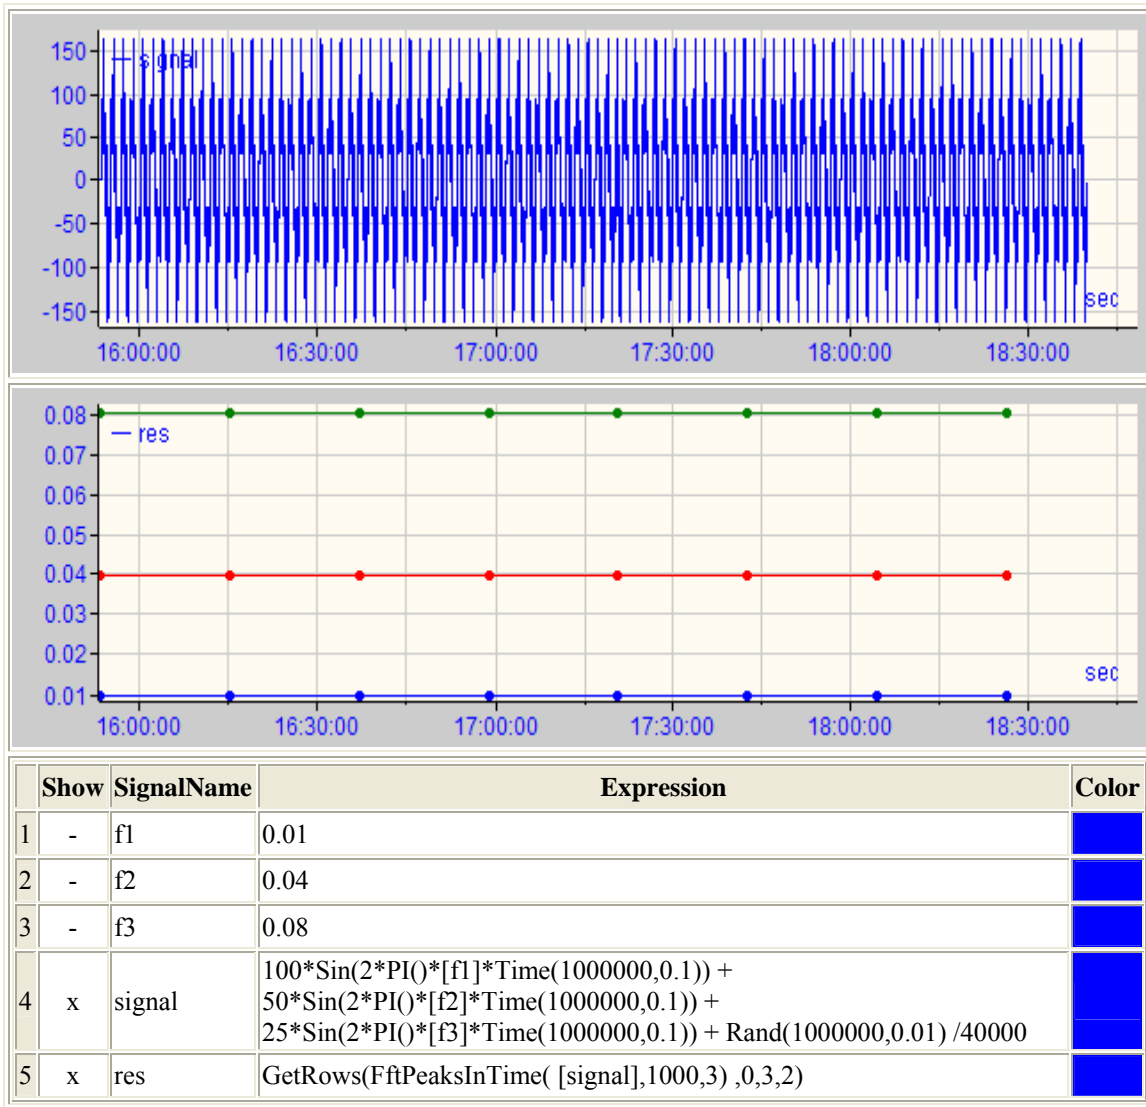 150
100
50
0
-50
-100
-150
signal
sec
16:00:00 16:30:00 17:00:00 17:30:00 18:00:00 18:30:00
0.08
0.07
0.06
0.05
0.04
0.03
0.02
0.01
res
sec
16:00:00 16:30:00 17:00:00 17:30:00 18:00:00 18:30:00
Show SignalName Expression Color
1 - f1 0.01
2 - f2 0.04
3 - f3 0.08
4 x signal 100*Sin(2*PI()*[f1]*Time(1000000,0.1)) +
50*Sin(2*PI()*[f2]*Time(1000000,0.1)) +
25*Sin(2*PI()*[f3]*Time(1000000,0.1)) + Rand(1000000,0.01) /40000
5 x res GetRows(FftPeaksInTime( [signal],1000,3) ,0,3,2)